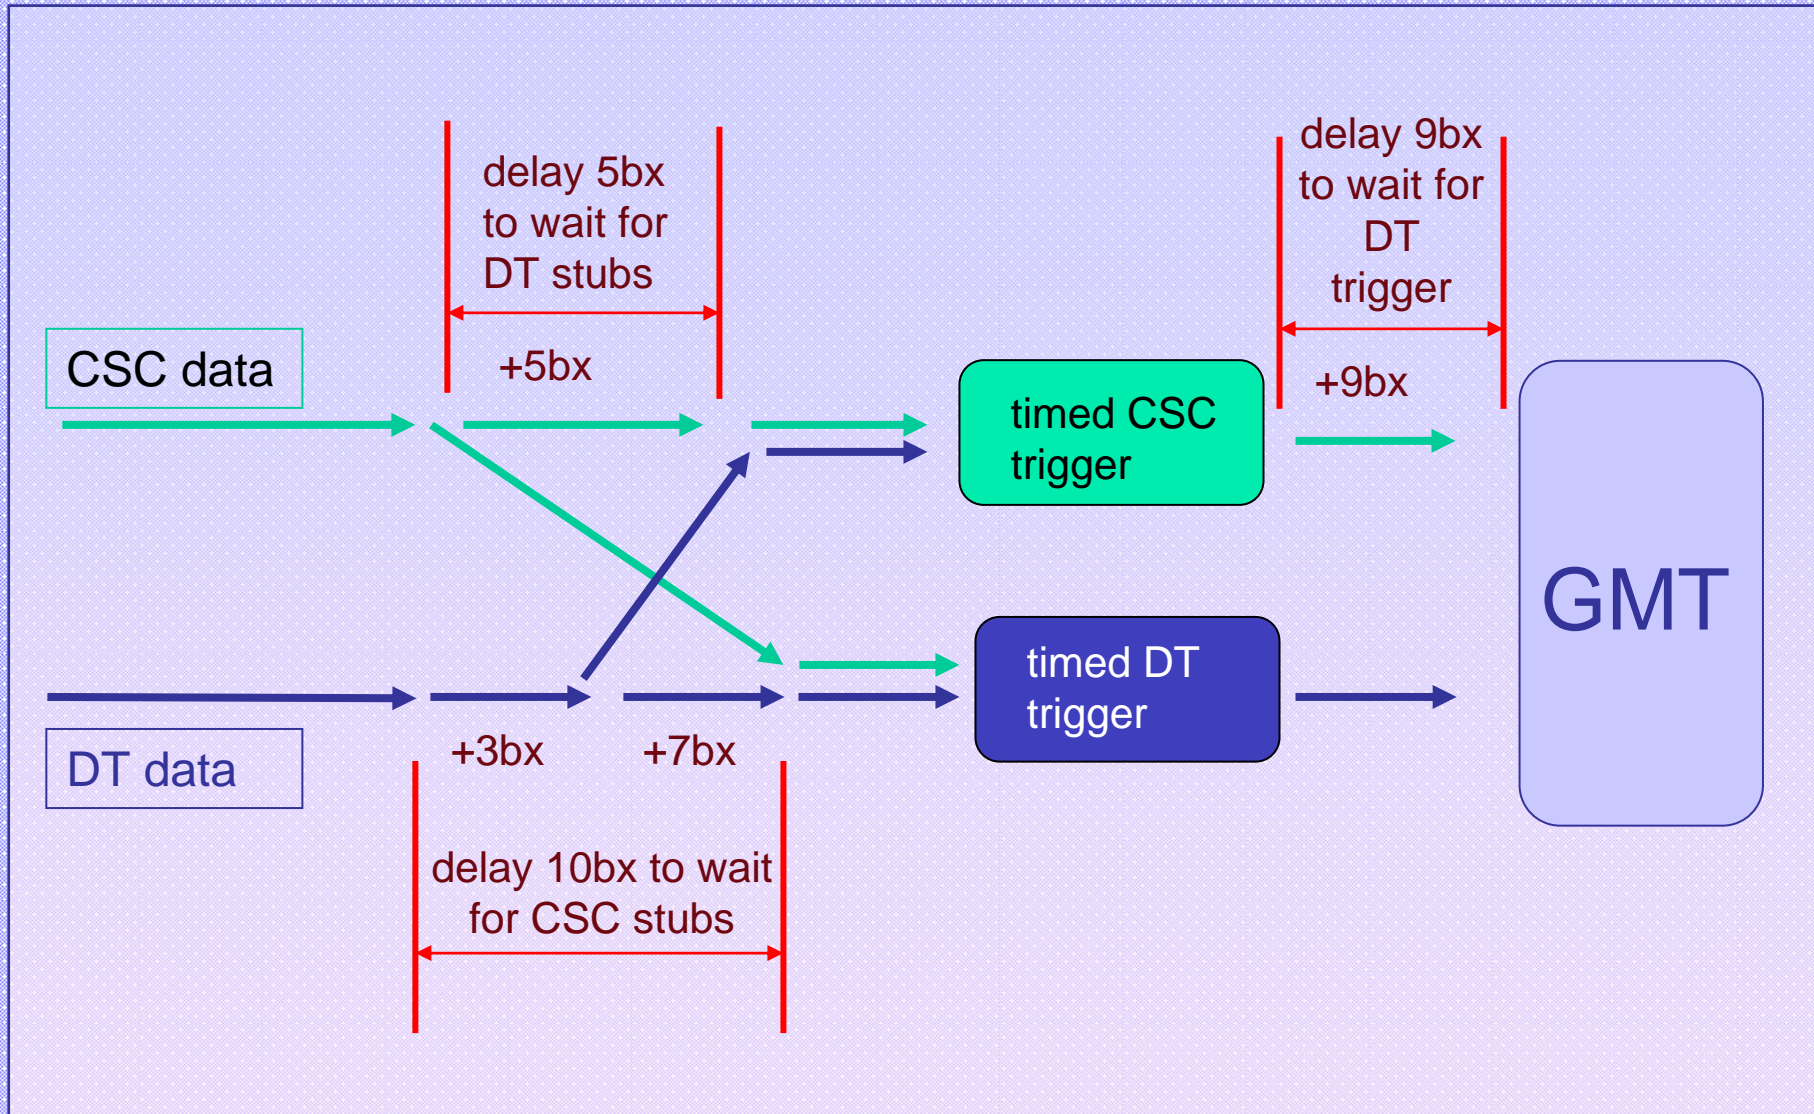 delay 5bx
to wait for
DT stubs
delay 9bx
to wait for
DT
trigger
CSC data
+5bx
+9bx
timed CSC
trigger
GMT
timed DT
trigger
DT data
+3bx
+7bx
delay 10bx to wait
for CSC stubs